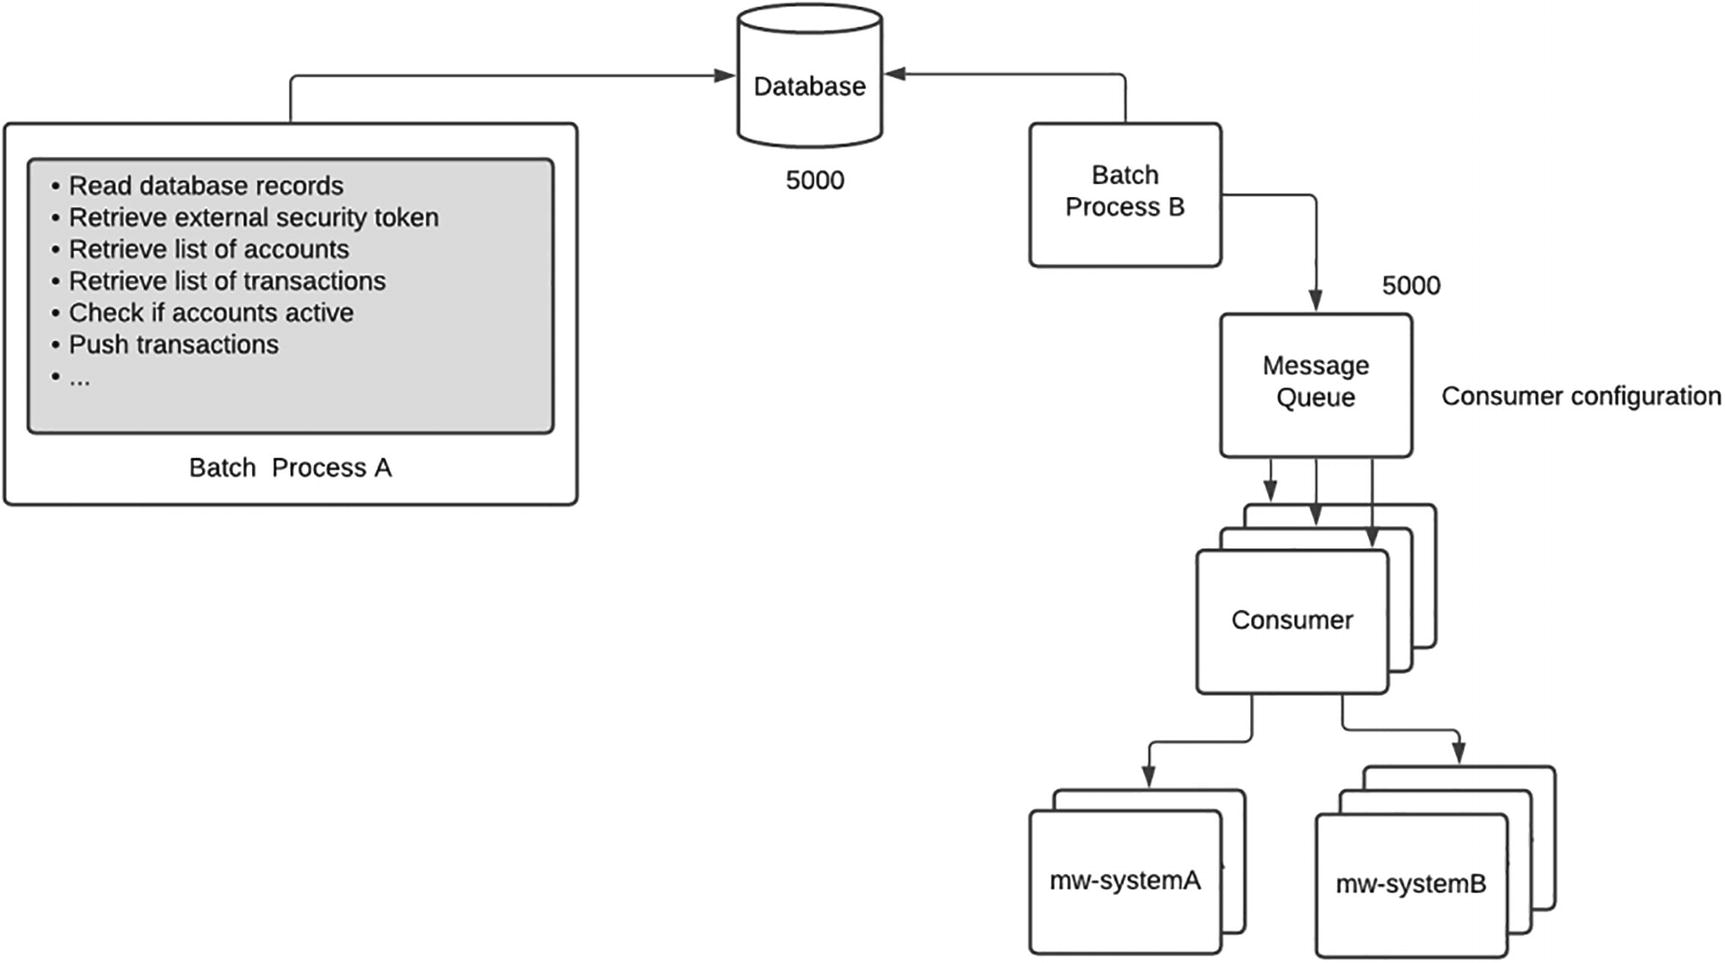 Database
5000
• Read database records
• Retrieve external security token
• Retrieve list of accounts
• Retrieve list of transactions
• Check if accounts active
• Push transactions
• ...
Batch Process A
Batch
Process B
5000
Message
Queue
Consumer configuration
Consumer
mw-systemA
mw-systemB